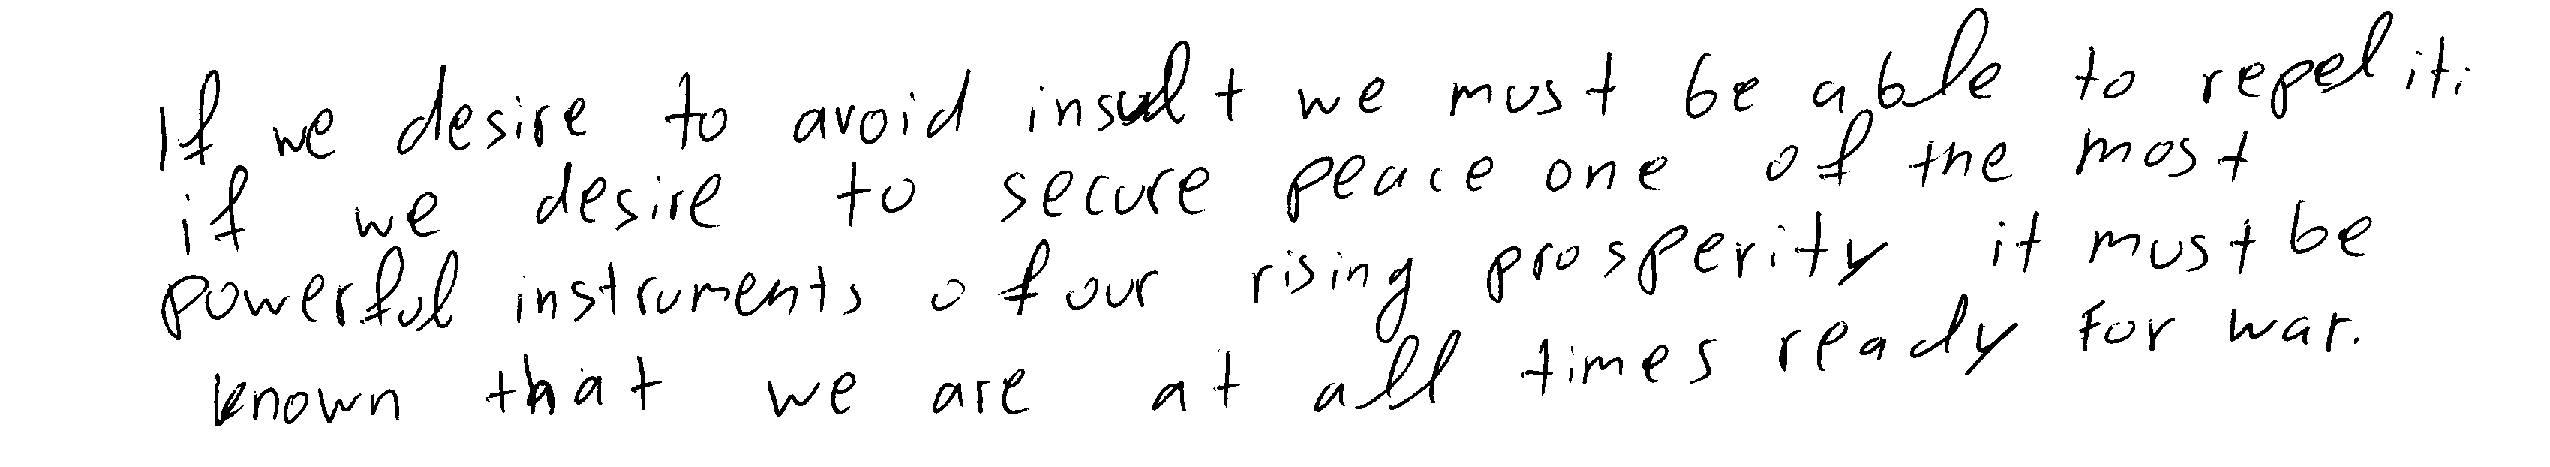 If we desire to avoid insult we must be able to repel it;
if we desire to secure peace one of the most
powerful instruments of our rising prosperity it must be
known that we are at all times ready for war.